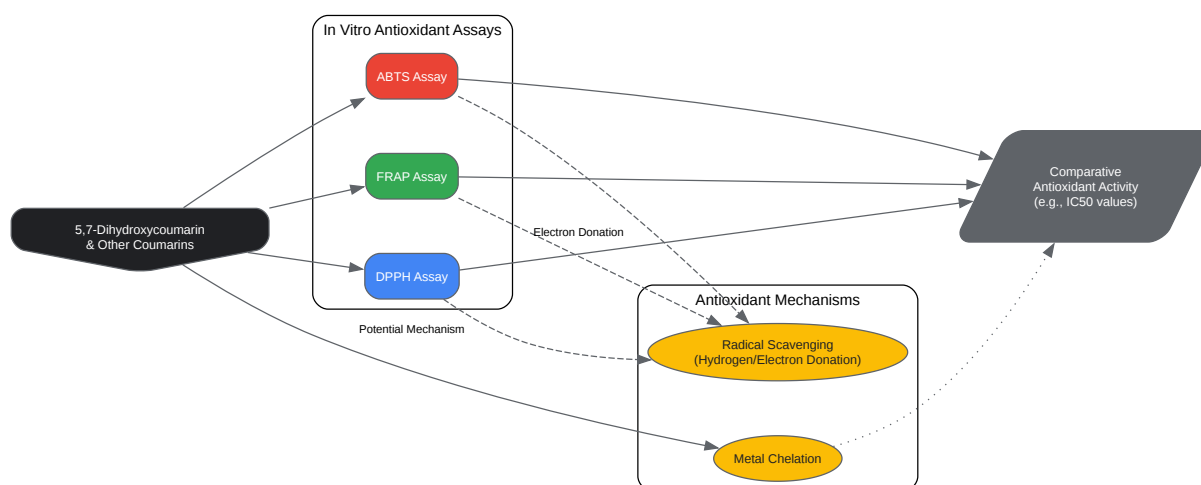 In Vitro Antioxidant Assays
ABTS Assay
FRAP Assay
DPPH Assay
5,7-Dihydroxycoumarin
& Other Coumarins
Comparative
Antioxidant Activity
(e.g., IC50 values)
Electron Donation
Potential Mechanism
Antioxidant Mechanisms
Radical Scavenging
(Hydrogen/Electron Donation)
Metal Chelation